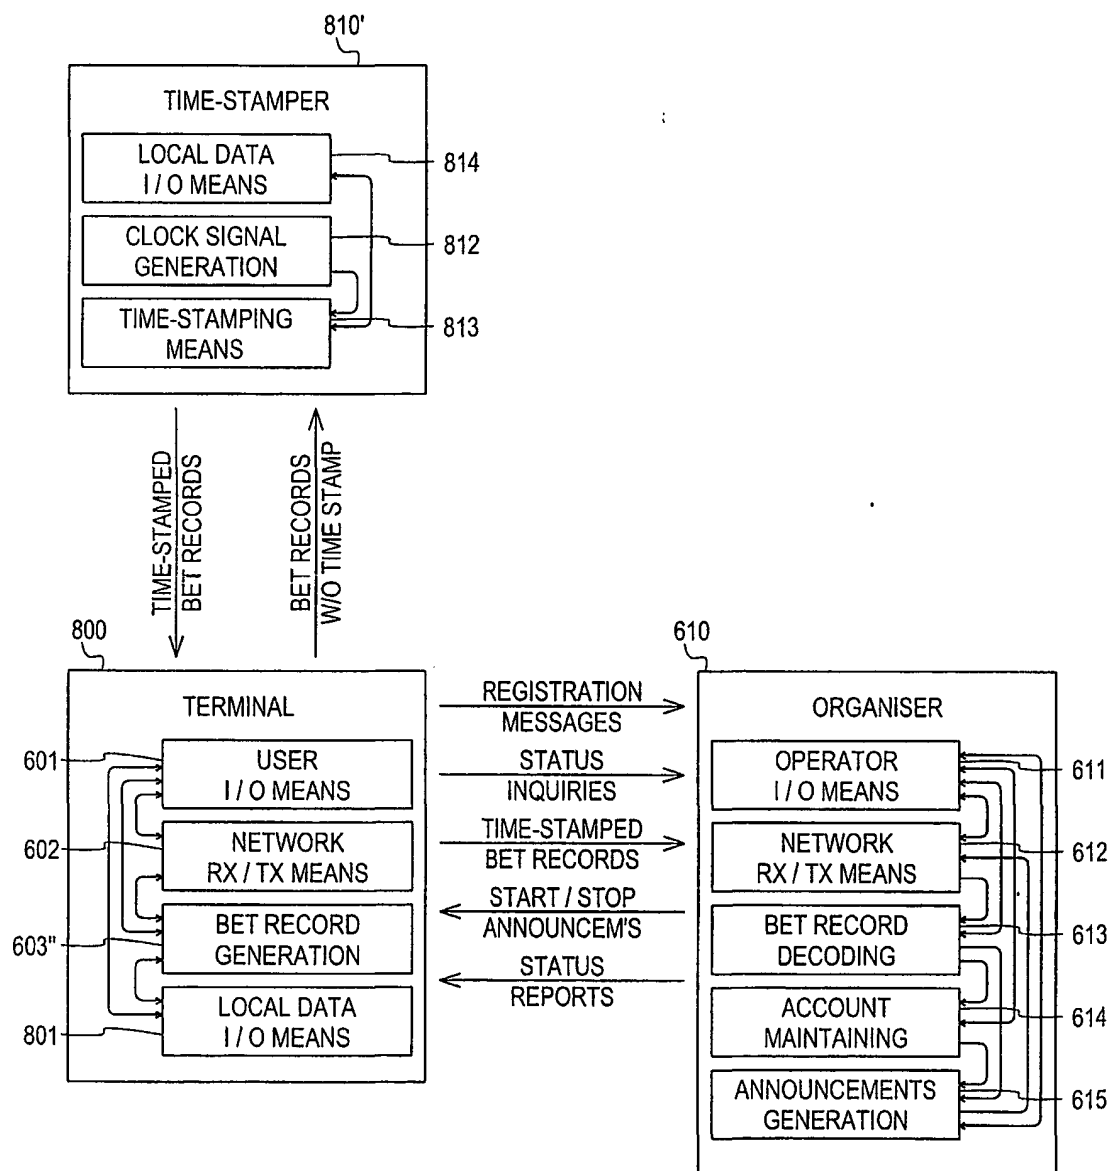 810'
TIME-STAMPER
LOCAL DATA
I / O MEANS
814
CLOCK SIGNAL
GENERATION
812
TIME-STAMPING
MEANS
813
TIME-STAMPED
BET RECORDS
BET RECORDS
W/O TIME STAMP
800
TERMINAL
601
USER
I / O MEANS
602
NETWORK
RX / TX MEANS
603"
BET RECORD
GENERATION
801
LOCAL DATA
I / O MEANS
REGISTRATION
MESSAGES
STATUS
INQUIRIES
TIME-STAMPED
BET RECORDS
START / STOP
ANNOUNCEM'S
STATUS
REPORTS
610
ORGANISER
OPERATOR
I / O MEANS
611
NETWORK
RX / TX MEANS
612
BET RECORD
DECODING
613
ACCOUNT
MAINTAINING
614
ANNOUNCEMENTS
GENERATION
615